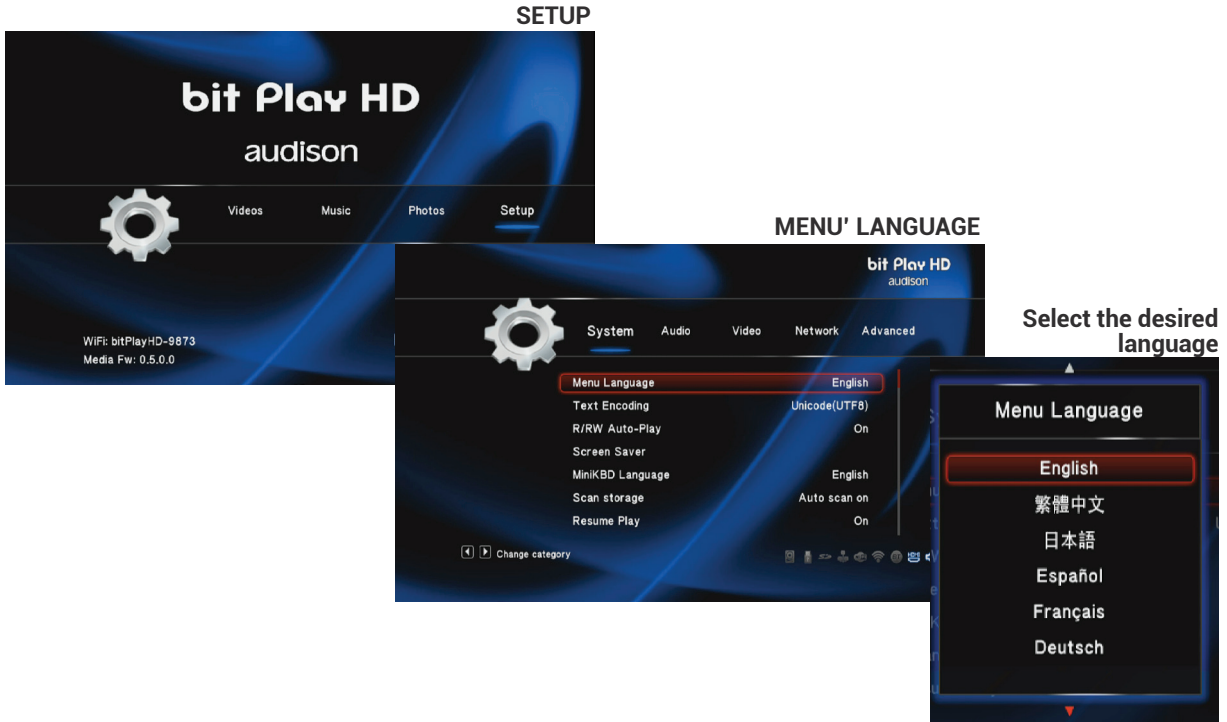 SETUP
bit Play HD
audison
Videos Music Photos Setup
WiFi: bitPlayHD-9873
Media Fw: 0.5.0.0
MENU' LANGUAGE
bit Play HD
audison
System Audio Video Network Advanced
Menu Language English
Text Encoding Unicode(UTF8)
R/RW Auto-Play On
Screen Saver
MiniKBD Language English
Scan storage Auto scan on
Resume Play On
Change category
Select the desired
language
Menu Language
English
繁體中文
日本語
Español
Français
Deutsch